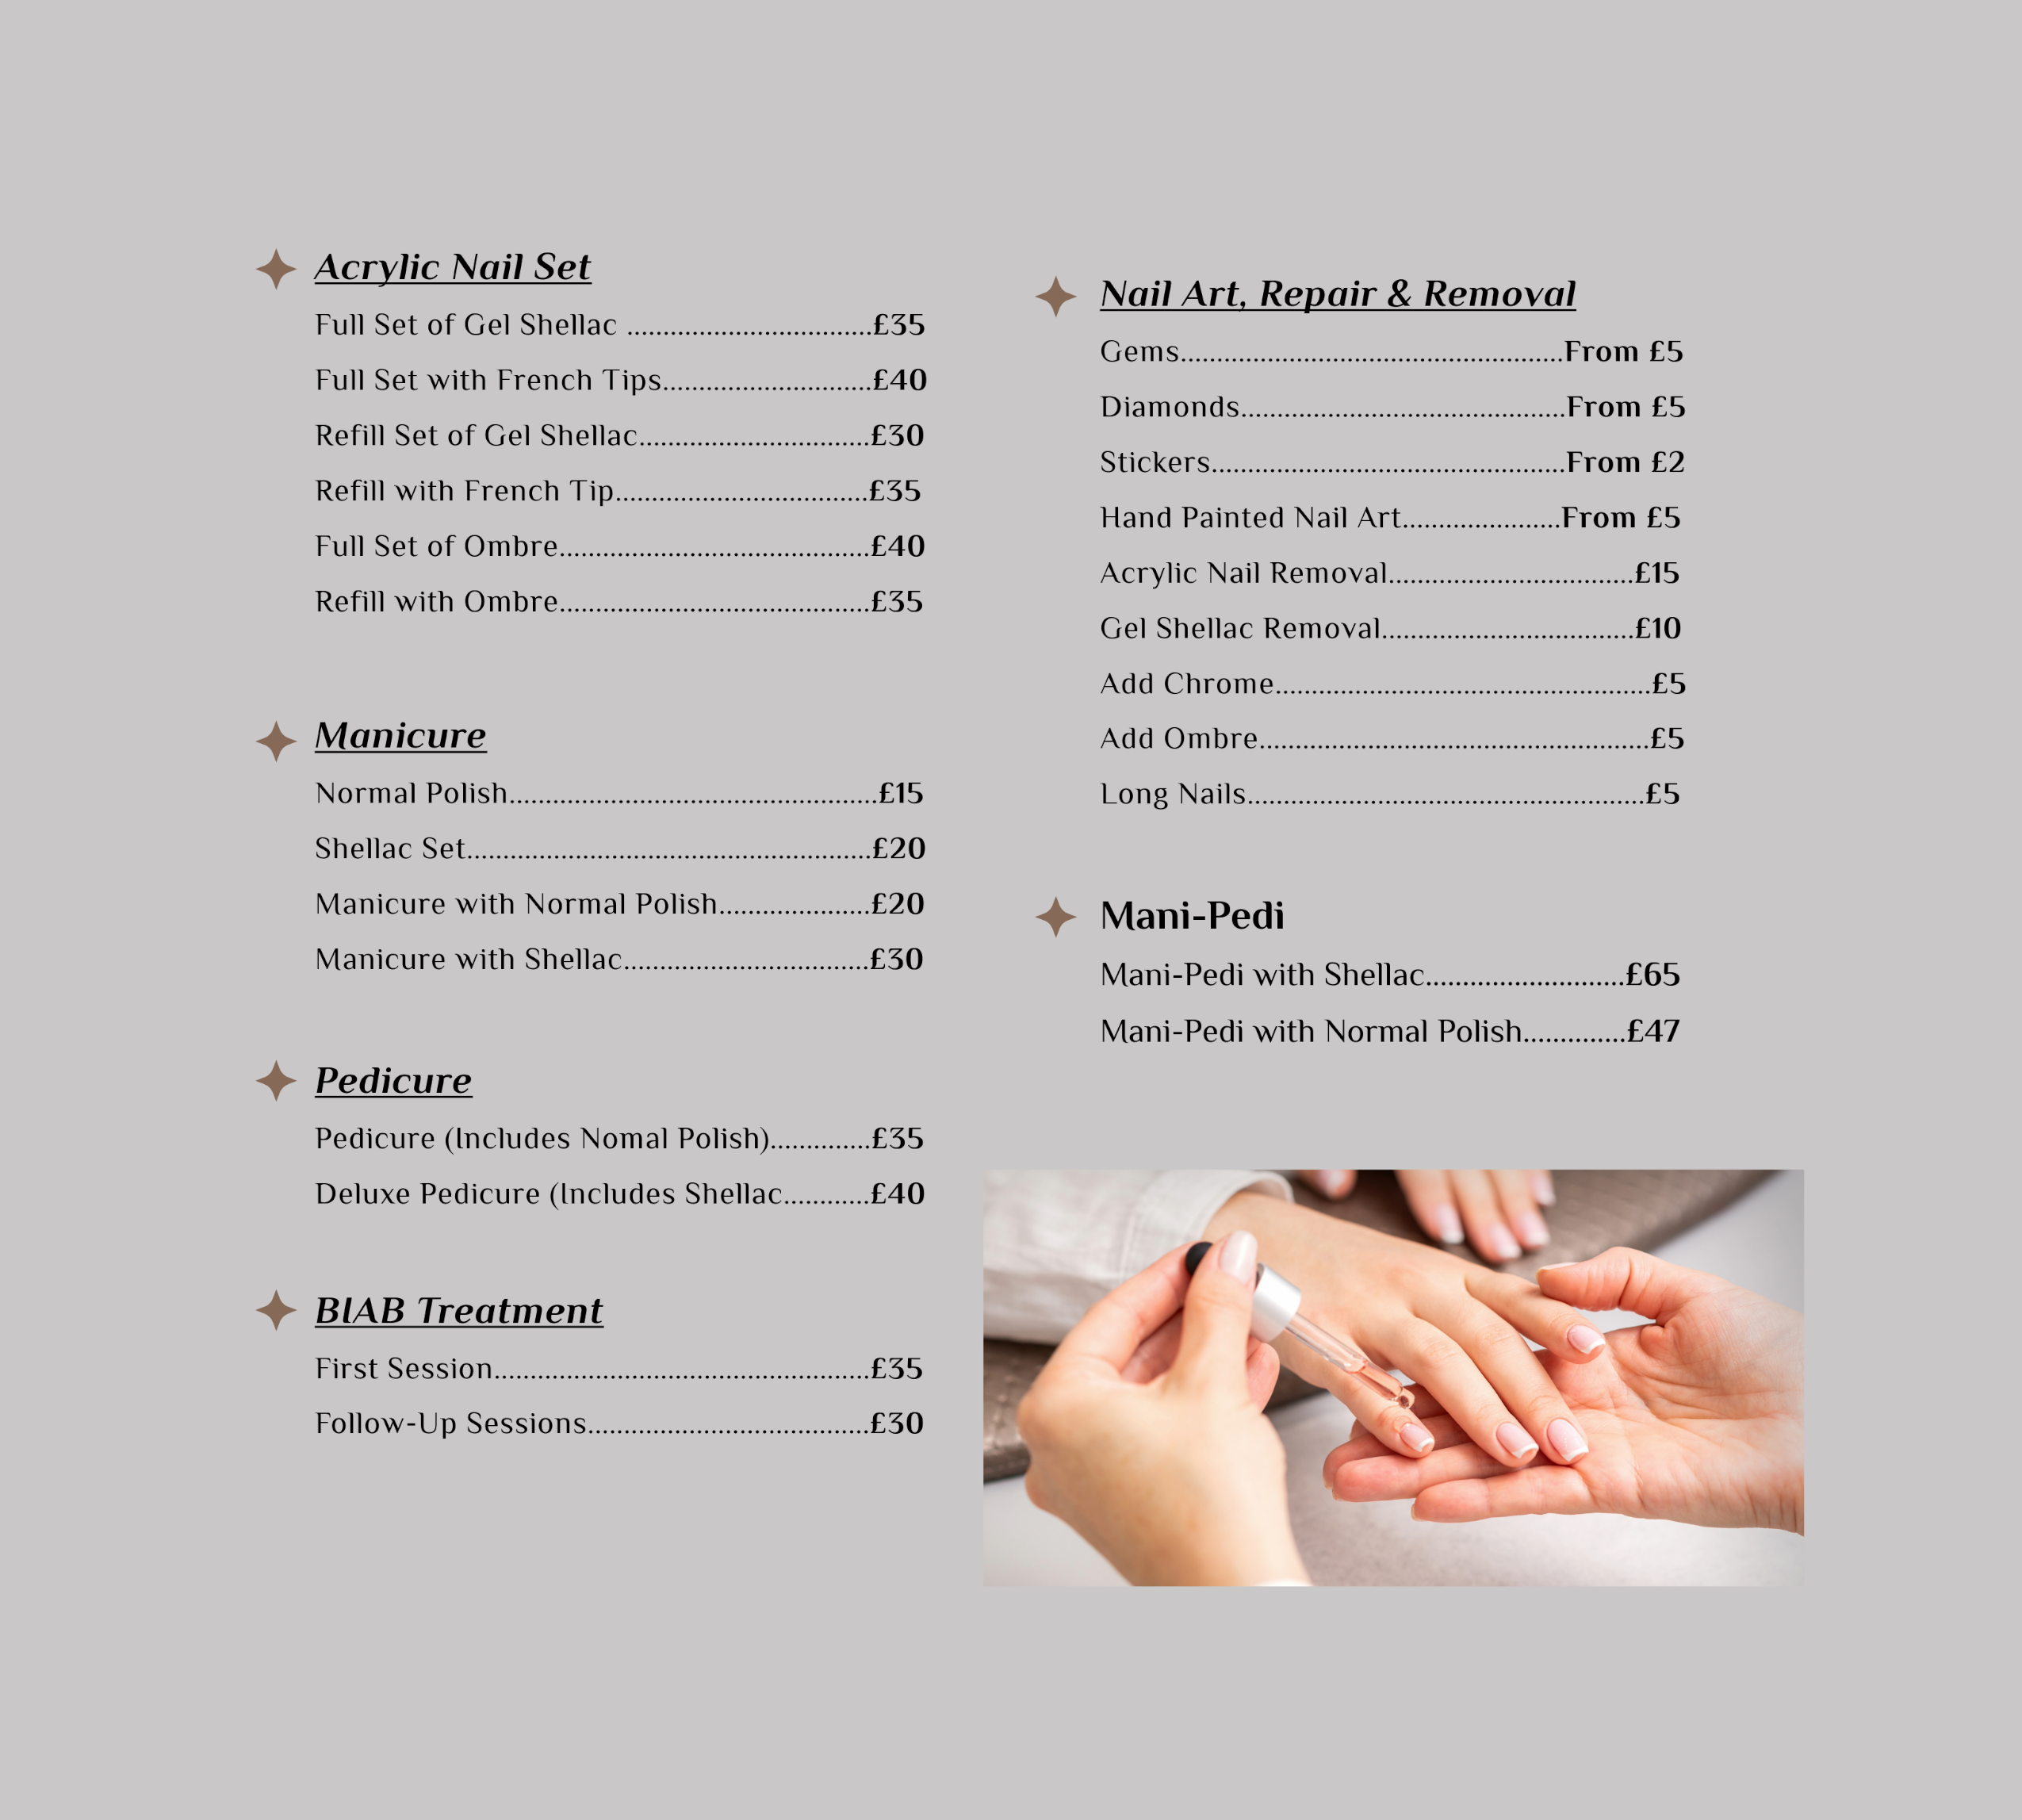 Acrylic Nail Set
Full Set of Gel Shellac ..................................£35
Full Set with French Tips.............................£40
Refill Set of Gel Shellac................................£30
Refill with French Tip...................................£35
Full Set of Ombre...........................................£40
Refill with Ombre...........................................£35
Manicure
Normal Polish...................................................£15
Shellac Set........................................................£20
Manicure with Normal Polish.....................£20
Manicure with Shellac..................................£30
Pedicure
Pedicure (Includes Nomal Polish)..............£35
Deluxe Pedicure (Includes Shellac............£40
BIAB Treatment
First Session....................................................£35
Follow-Up Sessions.......................................£30
Nail Art, Repair & Removal
Gems.....................................................From £5
Diamonds.............................................From £5
Stickers.................................................From £2
Hand Painted Nail Art......................From £5
Acrylic Nail Removal..................................£15
Gel Shellac Removal...................................£10
Add Chrome....................................................£5
Add Ombre......................................................£5
Long Nails.......................................................£5
Mani-Pedi
Mani-Pedi with Shellac...........................£65
Mani-Pedi with Normal Polish..............£47